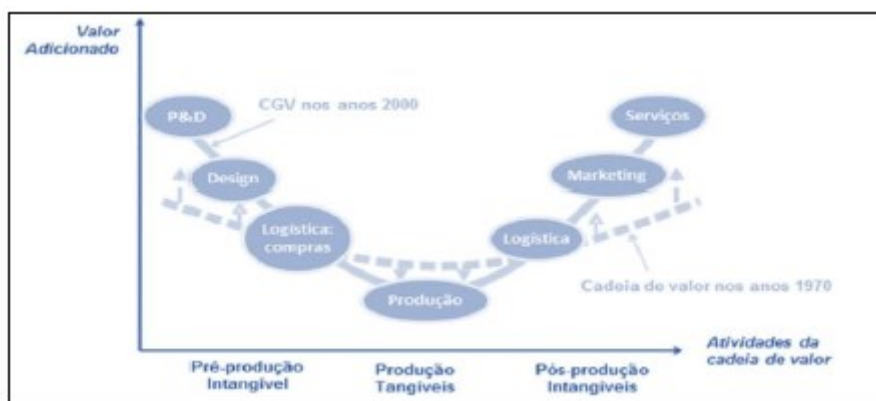 Valor
Adicionado
CGV nos anos 2000
P&D
Serviços
Design
Marketing
Logística:
compras
Logística
Produção
Cadeia de valor nos anos 1970
Atividades da
cadeia de valor
Pré-produção
Intangível
Produção
Tangíveis
Pós-produção
Intangíveis